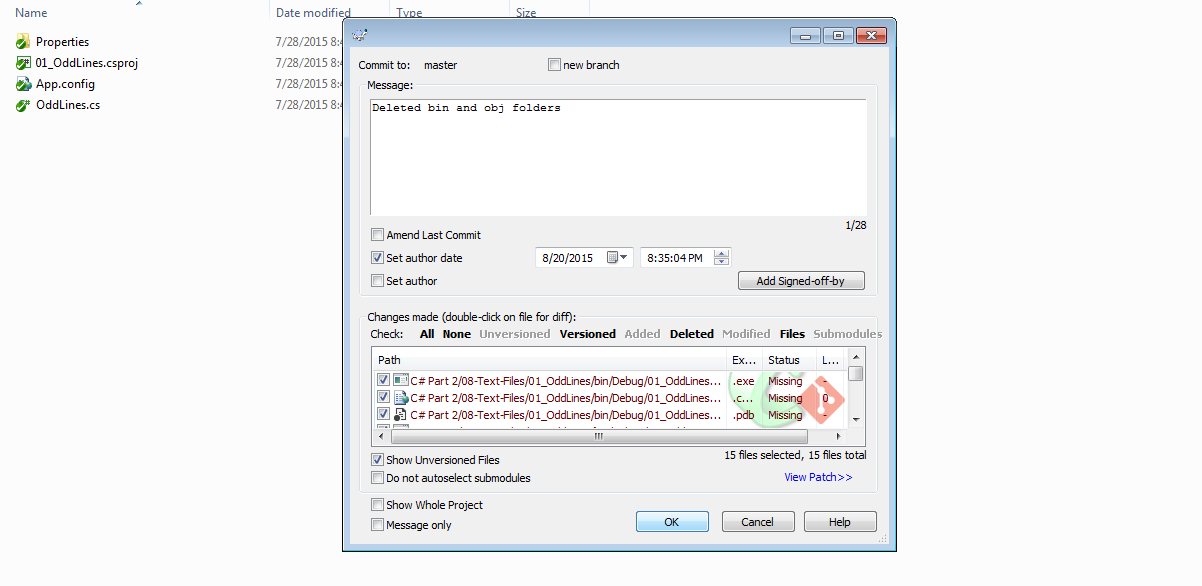 Name Date modified Type Size
Properties 7/28/2015 8:4
01_OddLines.csproj 7/28/2015 8:4
App.config 7/28/2015 8:4
OddLines.cs 7/28/2015 8:4
Commit to: master new branch
Message:
Deleted bin and obj folders
1/28
Amend Last Commit
Set author date 8/20/2015 8:35:04 PM
Set author Add Signed-off-by
Changes made (double-click on file for diff):
Check: All None Unversioned Versioned Added Deleted Modified Files Submodules
Path Ex... Status L...
C# Part 2/08-Text-Files/01_OddLines/bin/Debug/01_OddLines... .exe Missing -
C# Part 2/08-Text-Files/01_OddLines/bin/Debug/01_OddLines... .c... Missing 0
C# Part 2/08-Text-Files/01_OddLines/bin/Debug/01_OddLines... .pdb Missing -
Show Unversioned Files 15 files selected, 15 files total
Do not autoselect submodules View Patch>>
Show Whole Project
Message only OK Cancel Help